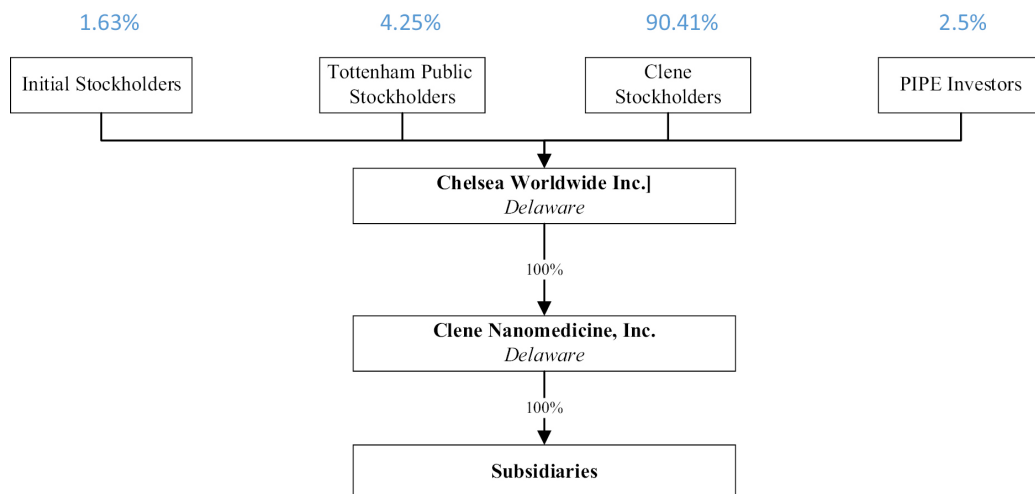 1.63% 4.25% 90.41% 2.5%
Initial Stockholders
Tottenham Public
Stockholders
Clene
Stockholders
PIPE Investors
Chelsea Worldwide Inc.]
Delaware
100%
Clene Nanomedicine, Inc.
Delaware
100%
Subsidiaries